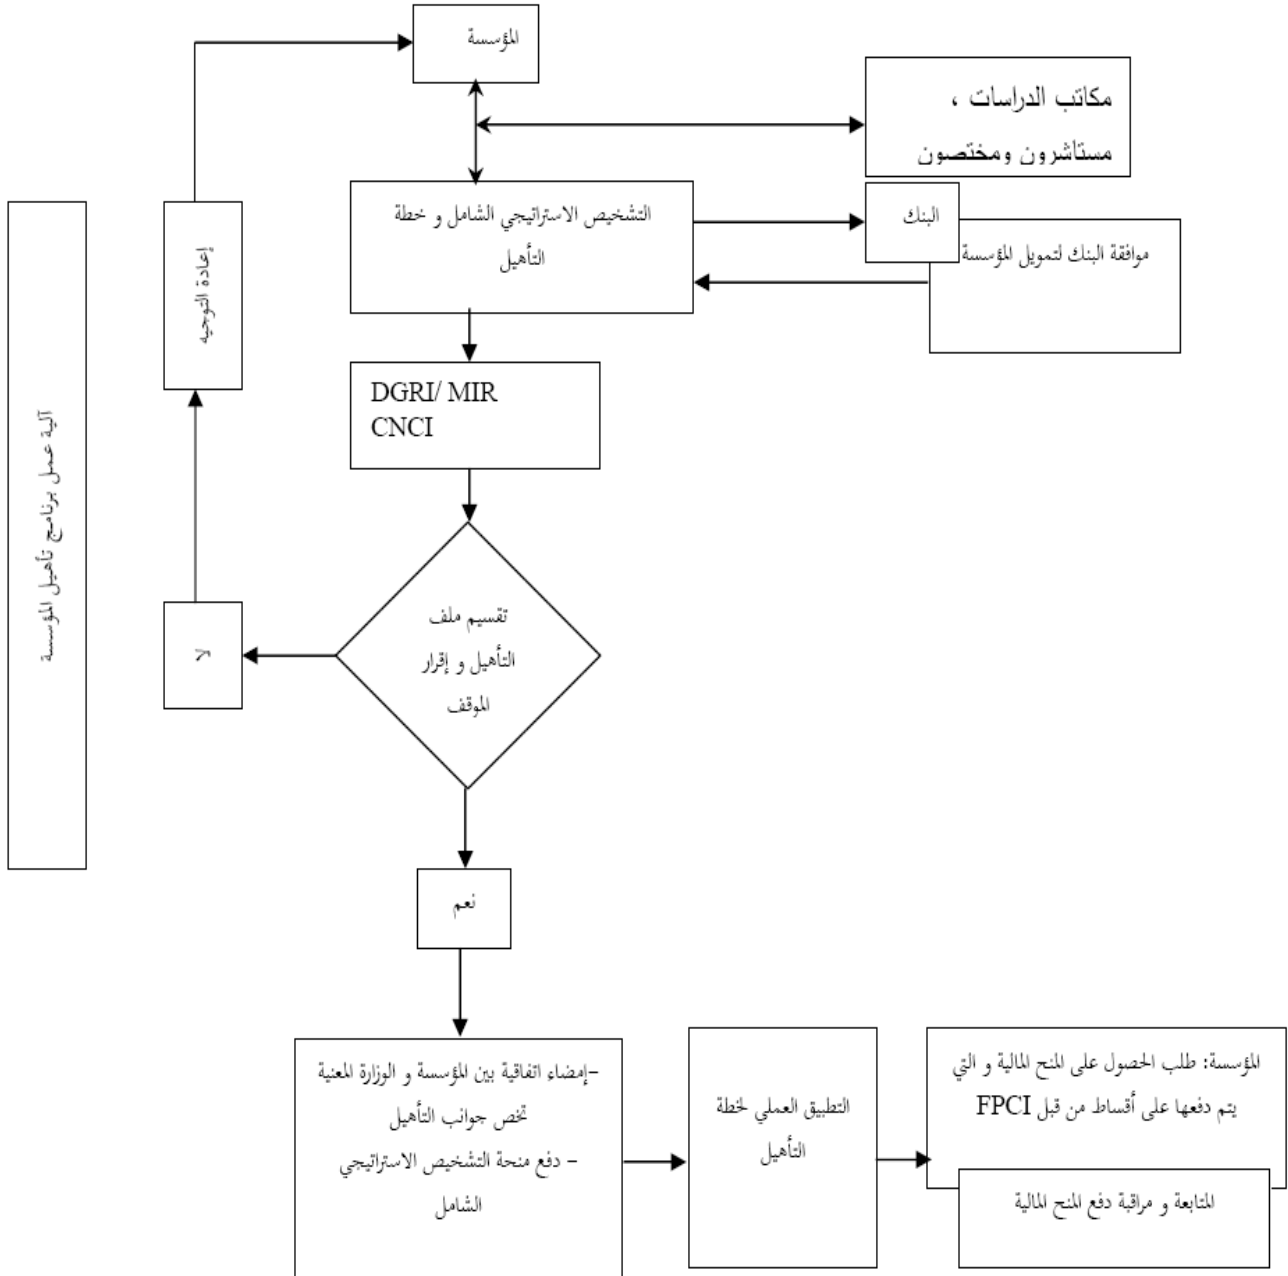 المؤسسة
مكاتب الدراسات ،
مستاشرون ومختصون
التشخيص الاستراتيجي الشامل و خطة
التأهيل
البنك
موافقة البنك لتمويل المؤسسة
إعادة التوجيه
آلية عمل برنامج تأهيل المؤسسة
DGRI/ MIR
CNCI
تقسيم ملف
التأهيل و إقرار
الموقف
لا
نعم
–إمضاء اتفاقية بين المؤسسة و الوزارة المعنية
تخص جوانب التأهيل
– دفع منحة التشخيص الاستراتيجي
الشامل
التطبيق العملي لخطة
التأهيل
المؤسسة: طلب الحصول على المنح المالية و التي
يتم دفعها على أقساط من قبل FPCI
المتابعة و مراقبة دفع المنح المالية